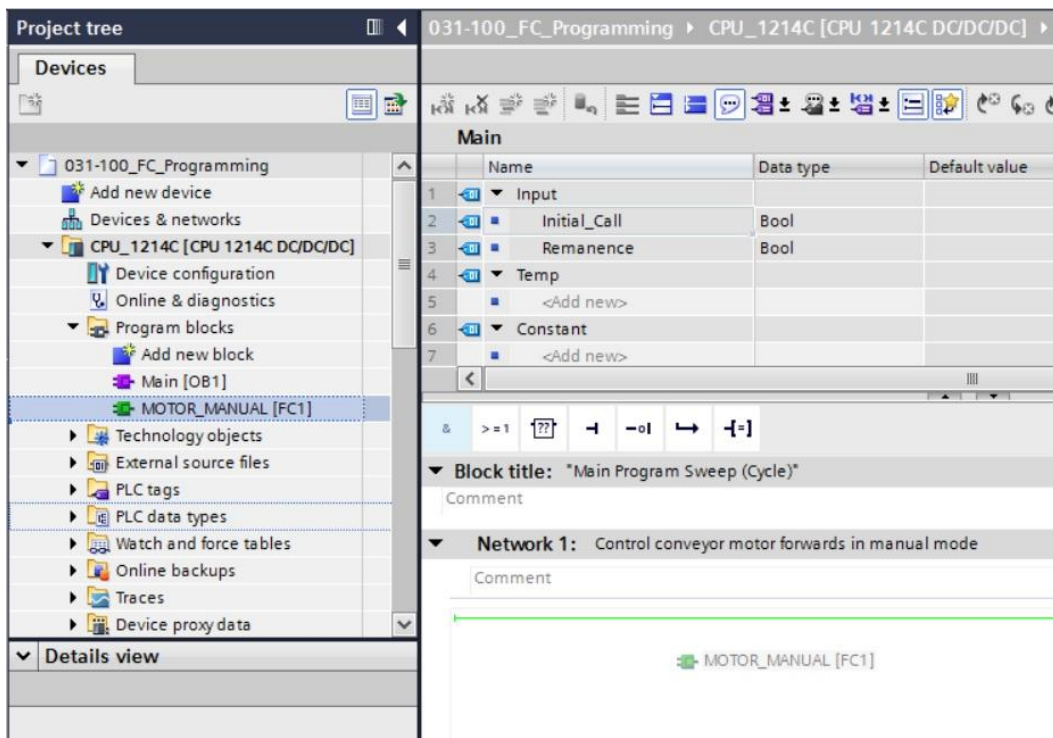 Project tree
Devices
031-100_FC_Programming
Add new device
Devices & networks
CPU_1214C [CPU 1214C DC/DC/DC]
Device configuration
Online & diagnostics
Program blocks
Add new block
Main [OB1]
MOTOR_MANUAL [FC1]
Technology objects
External source files
PLC tags
PLC data types
Watch and force tables
Online backups
Traces
Device proxy data
Details view
031-100_FC_Programming CPU_1214C [CPU 1214C DC/DC/DC]
Main
Name Data type Default value
1 Input
2 Initial_Call Bool
3 Remanence Bool
4 Temp
5 <Add new>
6 Constant
7 <Add new>
& >=1 ??
Block title: "Main Program Sweep (Cycle)"
Comment
Network 1: Control conveyor motor forwards in manual mode
Comment
MOTOR_MANUAL [FC1]